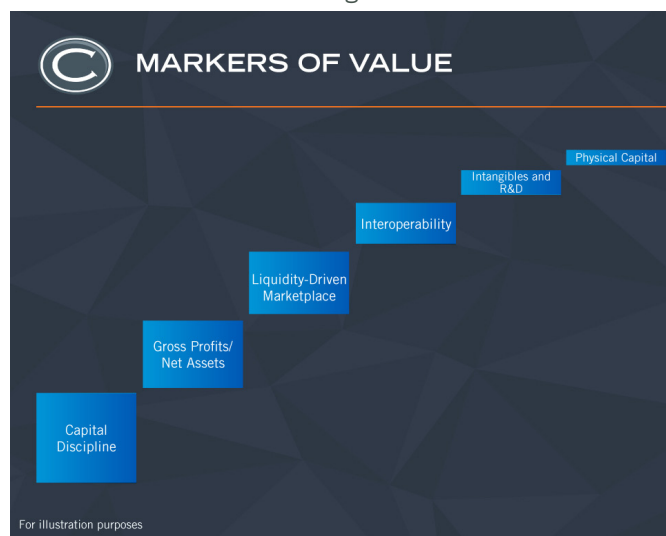 C
MARKERS OF VALUE
Physical Capital
Intangibles and
R&D
Interoperability
Liquidity-Driven
Marketplace
Gross Profits/
Net Assets
Capital
Discipline
For illustration purposes